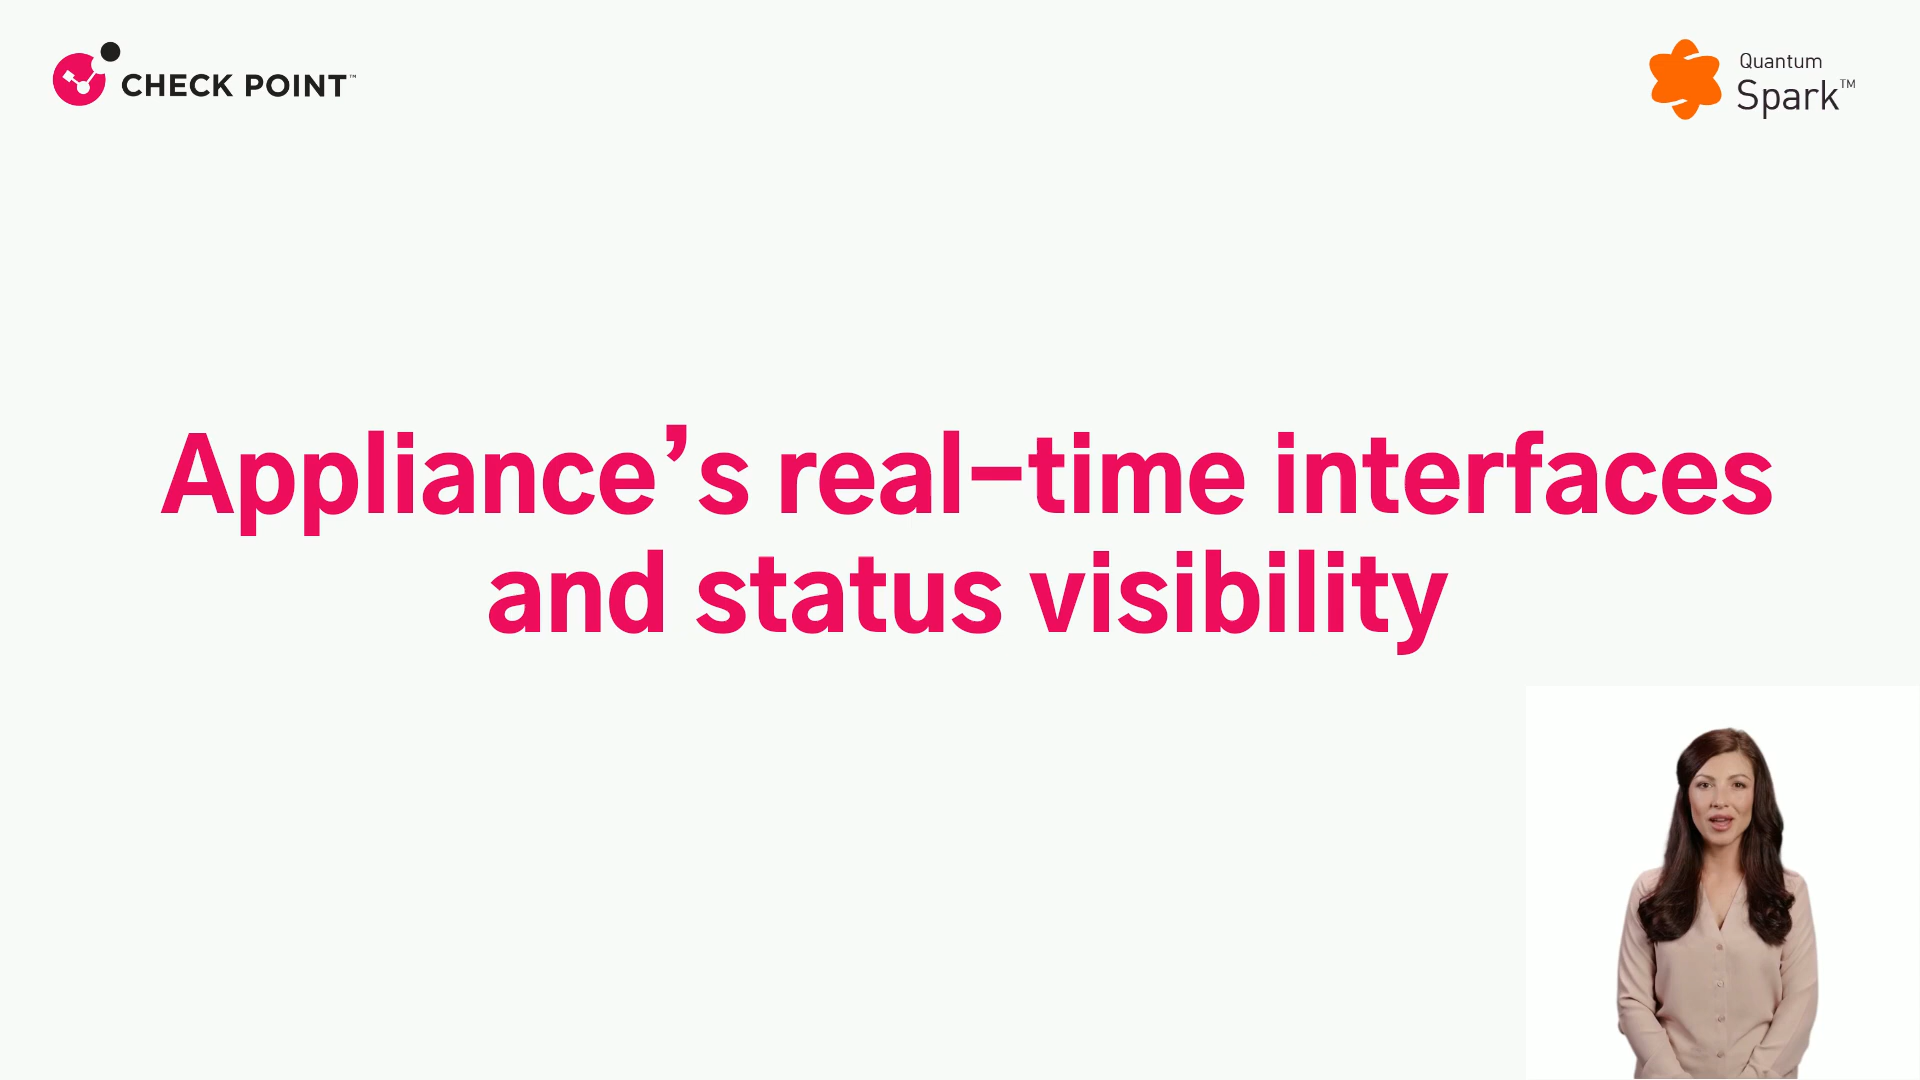 CHECK POINT™
Quantum
Spark™
Appliance’s real-time interfaces
and status visibility